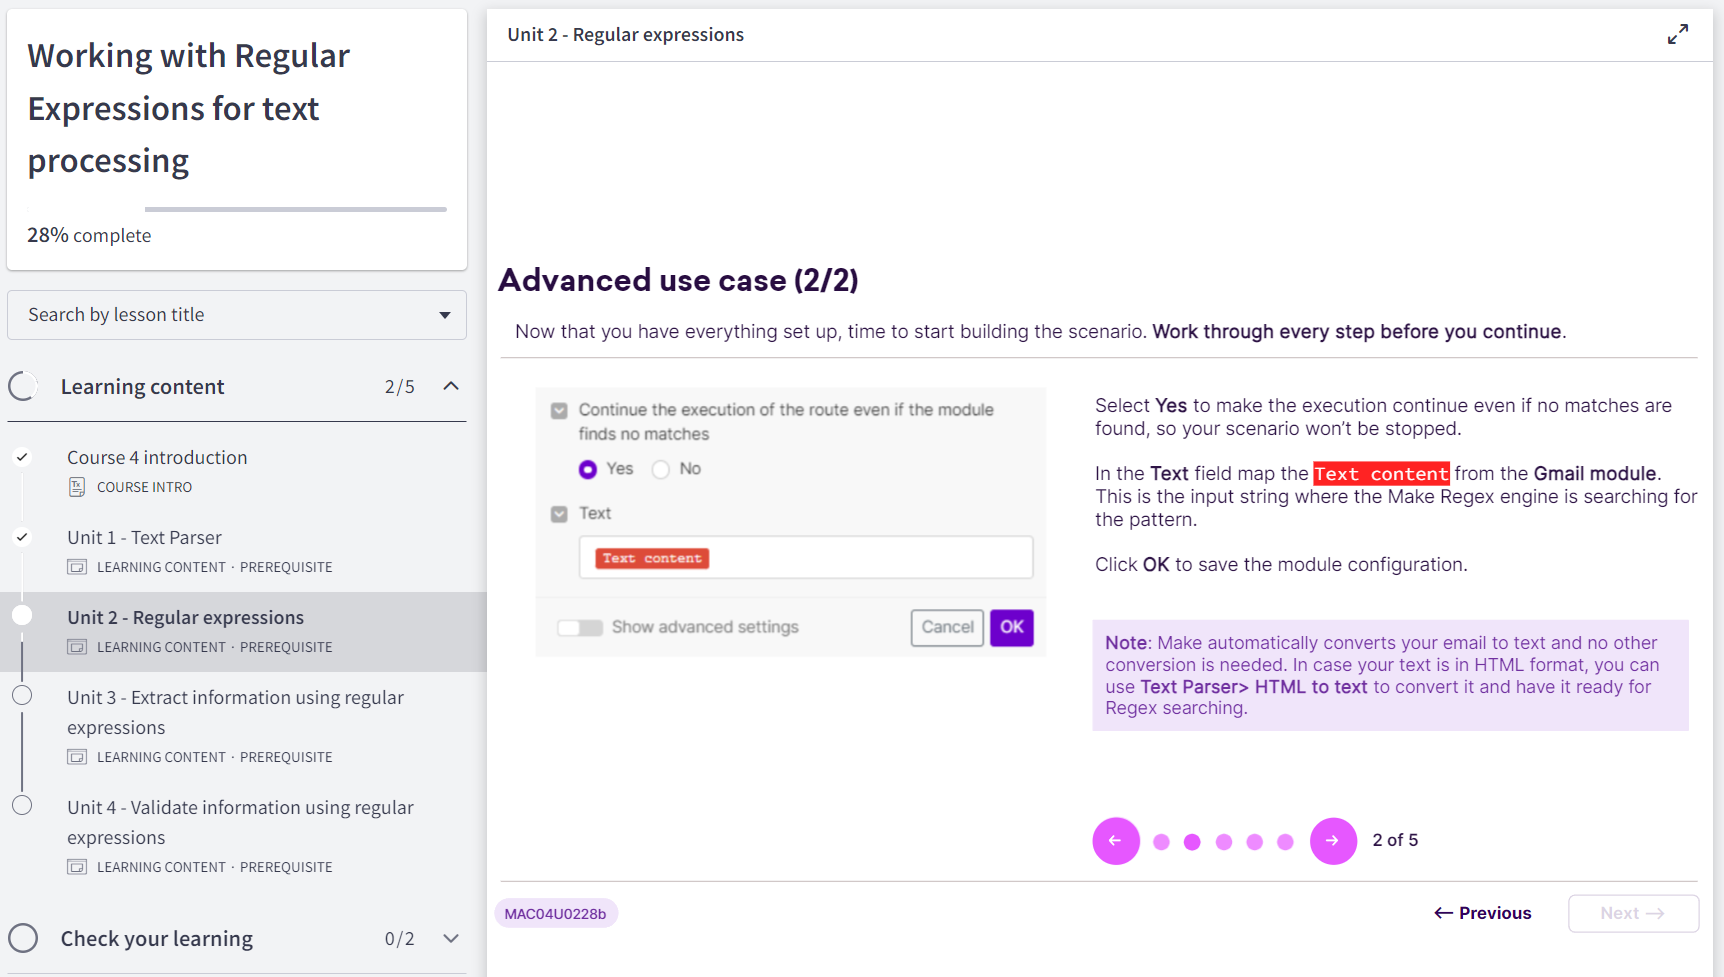 Working with Regular
Expressions for text
processing
28% complete
Search by lesson title
Learning content 2/5
Course 4 introduction
COURSE INTRO
Unit 1 - Text Parser
LEARNING CONTENT · PREREQUISITE
Unit 2 - Regular expressions
LEARNING CONTENT · PREREQUISITE
Unit 3 - Extract information using regular
expressions
LEARNING CONTENT · PREREQUISITE
Unit 4 - Validate information using regular
expressions
LEARNING CONTENT · PREREQUISITE
Check your learning 0/2
Unit 2 - Regular expressions
Advanced use case (2/2)
Now that you have everything set up, time to start building the scenario. Work through every step before you continue.
Continue the execution of the route even if the module
finds no matches
Yes No
Text
Text content
Show advanced settings Cancel OK
Select Yes to make the execution continue even if no matches are
found, so your scenario won’t be stopped.
In the Text field map the Text content from the Gmail module.
This is the input string where the Make Regex engine is searching for
the pattern.
Click OK to save the module configuration.
Note: Make automatically converts your email to text and no other
conversion is needed. In case your text is in HTML format, you can
use Text Parser> HTML to text to convert it and have it ready for
Regex searching.
← → 2 of 5
MAC04U0228b ← Previous Next →